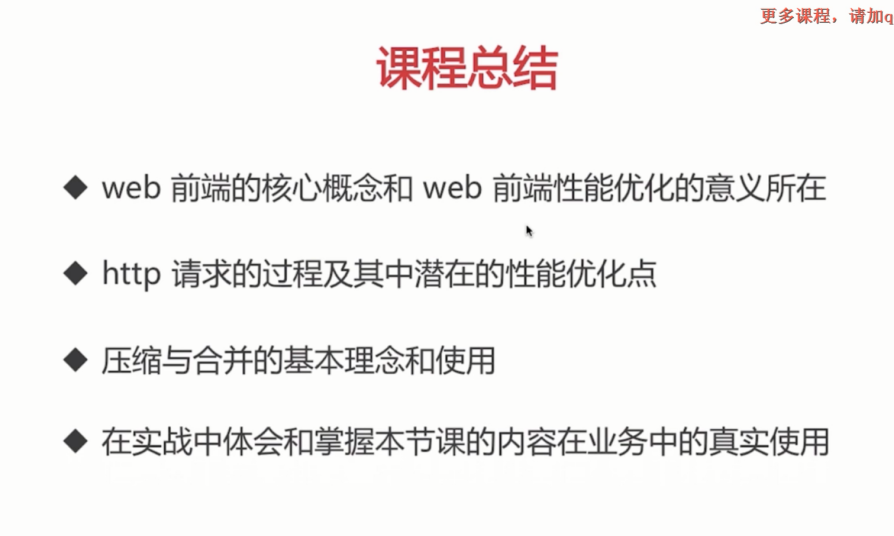 更多课程，请加q
课程总结
◆ web 前端的核心概念和 web 前端性能优化的意义所在
◆ http 请求的过程及其中潜在的性能优化点
◆ 压缩与合并的基本理念和使用
◆ 在实战中体会和掌握本节课的内容在业务中的真实使用